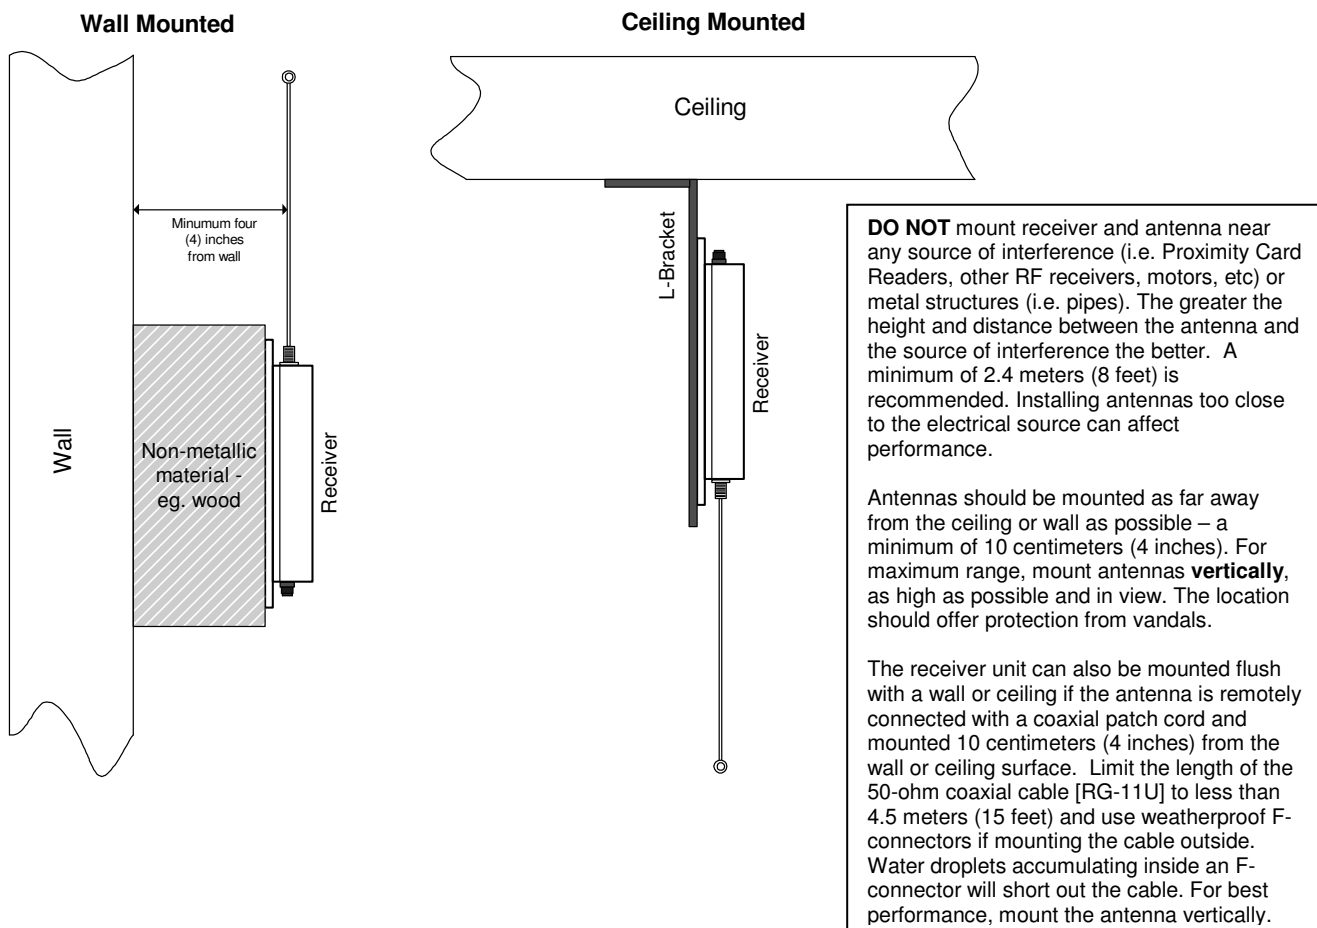 Wall Mounted
Ceiling Mounted
Ceiling
Minumum four
(4) inches
from wall
L-Bracket
Receiver
Wall
Non-metallic
material -
eg. wood
Receiver
DO NOT mount receiver and antenna near
any source of interference (i.e. Proximity Card
Readers, other RF receivers, motors, etc) or
metal structures (i.e. pipes). The greater the
height and distance between the antenna and
the source of interference the better.  A
minimum of 2.4 meters (8 feet) is
recommended. Installing antennas too close
to the electrical source can affect
performance.
Antennas should be mounted as far away
from the ceiling or wall as possible – a
minimum of 10 centimeters (4 inches). For
maximum range, mount antennas vertically,
as high as possible and in view. The location
should offer protection from vandals.
The receiver unit can also be mounted flush
with a wall or ceiling if the antenna is remotely
connected with a coaxial patch cord and
mounted 10 centimeters (4 inches) from the
wall or ceiling surface.  Limit the length of the
50-ohm coaxial cable [RG-11U] to less than
4.5 meters (15 feet) and use weatherproof F-
connectors if mounting the cable outside.
Water droplets accumulating inside an F-
connector will short out the cable. For best
performance, mount the antenna vertically.